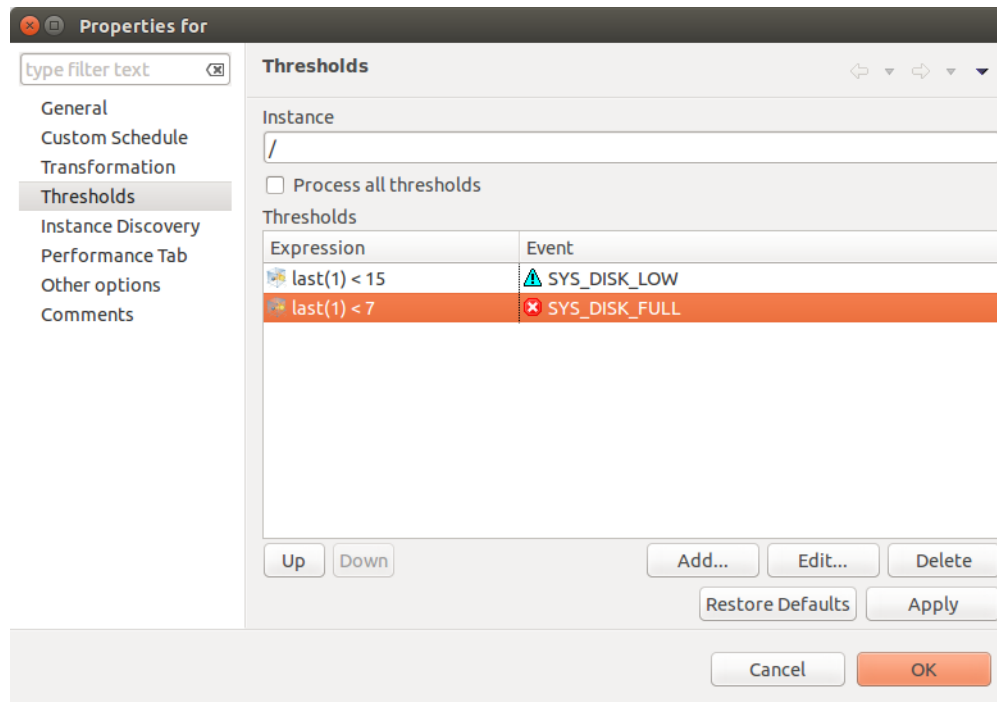 Properties for
type filter text
General
Custom Schedule
Transformation
Thresholds
Instance Discovery
Performance Tab
Other options
Comments
Thresholds
Instance
/
Process all thresholds
Thresholds
Expression Event
last(1) < 15 SYS_DISK_LOW
last(1) < 7 SYS_DISK_FULL
Up Down Add... Edit... Delete
Restore Defaults Apply
Cancel OK